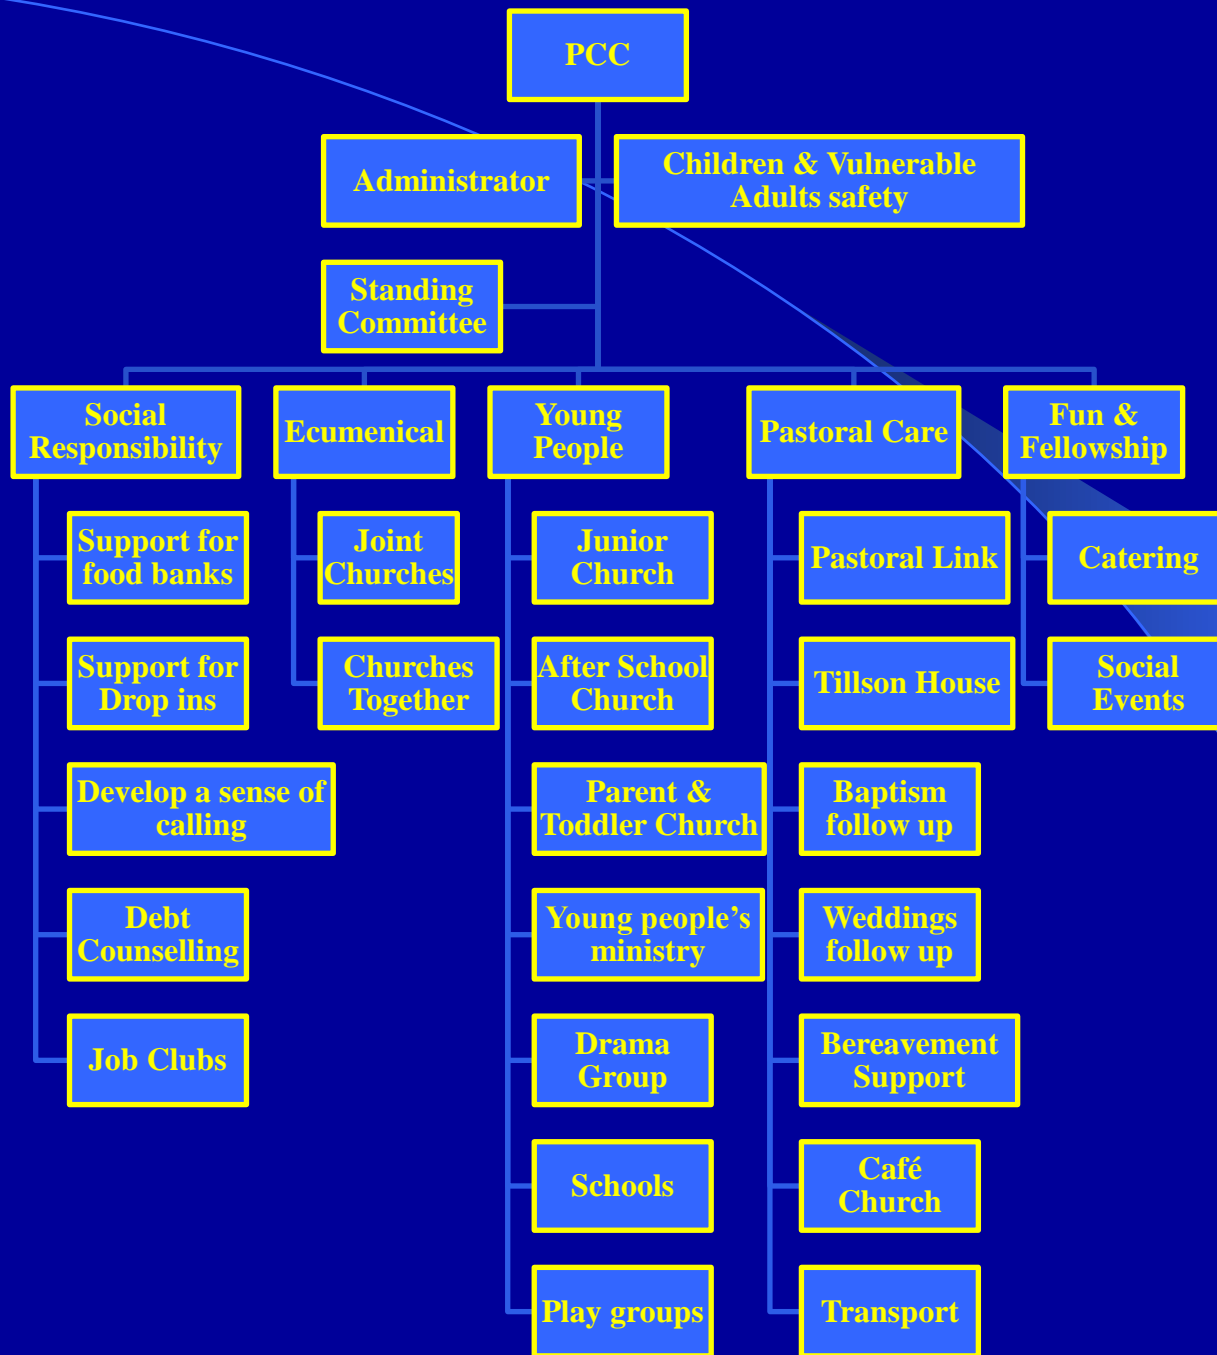 PCC
Administrator
Children & Vulnerable
Adults safety
Standing
Committee
Social
Responsibility
Ecumenical
Young
People
Pastoral Care
Fun &
Fellowship
Support for
food banks
Joint
Churches
Junior
Church
Pastoral Link
Catering
Support for
Drop ins
Churches
Together
After School
Church
Tillson House
Social
Events
Develop a sense of
calling
Parent &
Toddler Church
Baptism
follow up
Debt
Counselling
Young people’s
ministry
Weddings
follow up
Job Clubs
Drama
Group
Bereavement
Support
Schools
Café
Church
Play groups
Transport